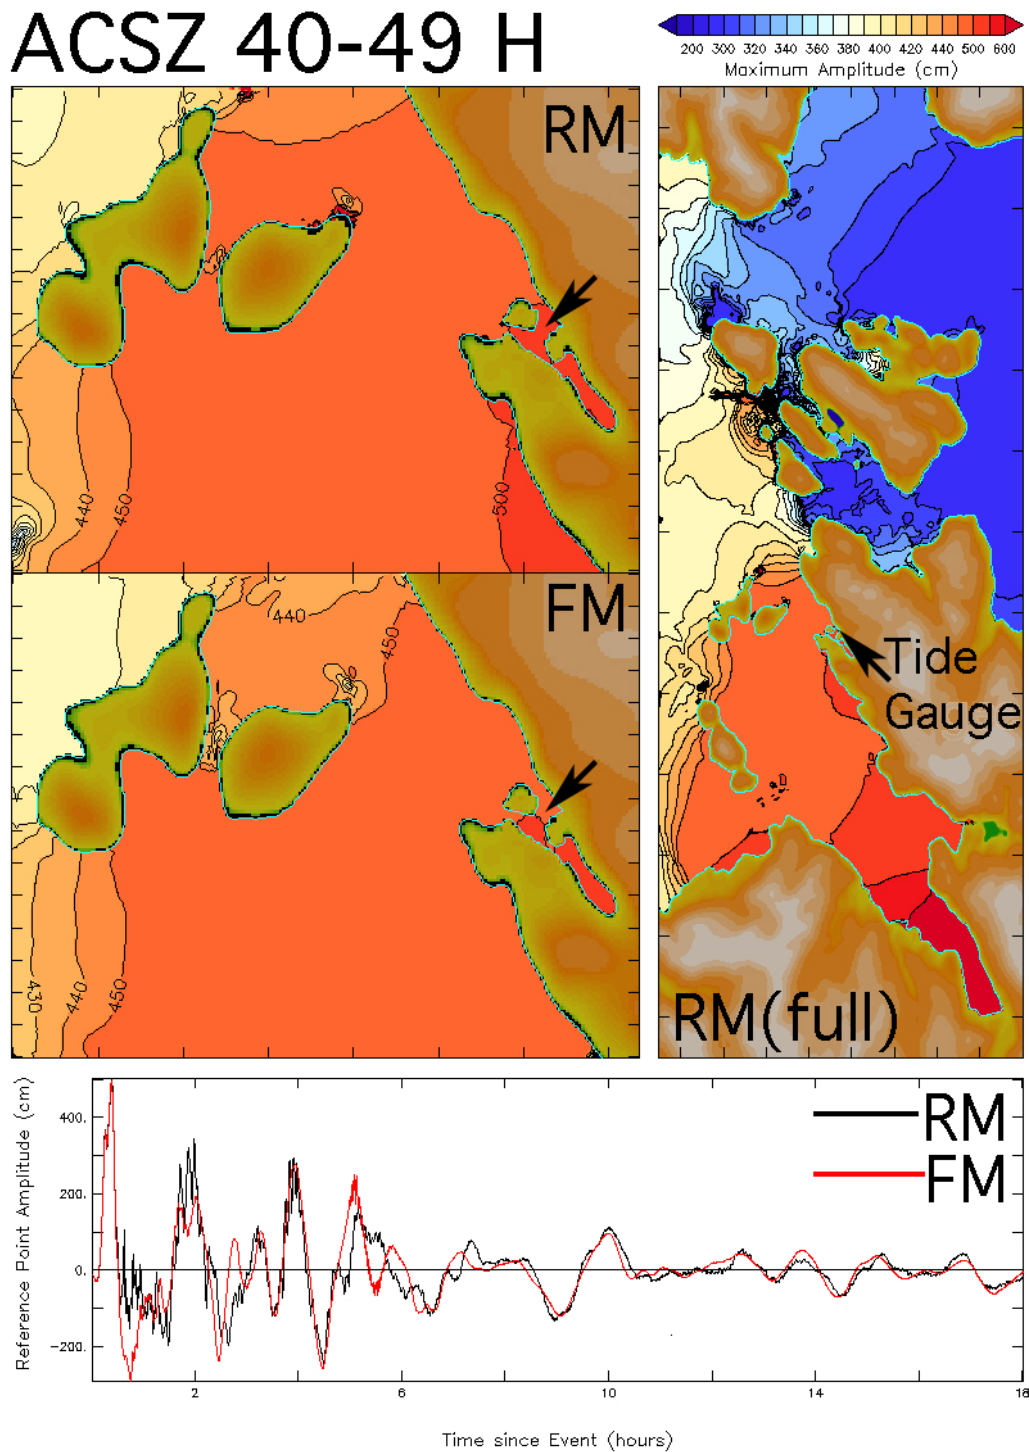 ACSZ 40-49 H
200 300 320 340 360 380 400 420 440 500 600
Maximum Amplitude (cm)
RM
440
450
500
FM
440
450
430
440
450
Tide
Gauge
RM(full)
Reference Point Amplitude (cm)
400.
200.
0.
-200.
RM
FM
2 6 10 14 18
Time since Event (hours)